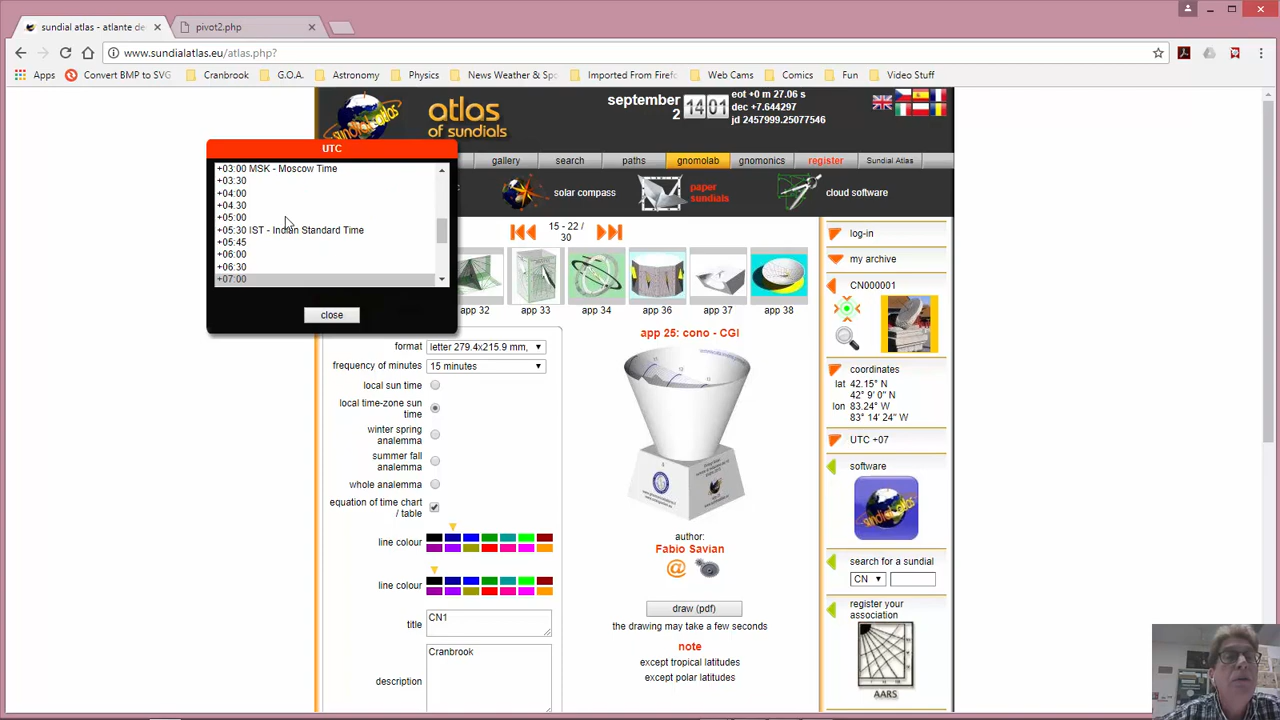 sundial atlas - atlante de
pivot2.php
www.sundialatlas.eu/atlas.php?
Apps
Convert BMP to SVG
Cranbrook
G.O.A.
Astronomy
Physics
News Weather & Spo
Imported From Firef
Web Cams
Comics
Fun
Video Stuff
atlas
of sundials
september
2
14 01
eot +0 m 27.06 s
dec +7.644297
jd 2457999.25077546
gallery
search
paths
gnomolab
gnomonics
register
Sundial Atlas
solar compass
paper
sundials
cloud software
UTC
+03:00 MSK - Moscow Time
+03:30
+04:00
+04:30
+05:00
+05:30 IST - Indian Standard Time
+05:45
+06:00
+06:30
+07:00
close
15 - 22 /
30
app 32
app 33
app 34
app 36
app 37
app 38
format
letter 279.4x215.9 mm,
frequency of minutes
15 minutes
local sun time
local time-zone sun
time
winter spring
analemma
summer fall
analemma
whole analemma
equation of time chart
/ table
line colour
line colour
title
CN1
description
Cranbrook
app 25: cono - CGI
author:
Fabio Savian
@
draw (pdf)
the drawing may take a few seconds
note
except tropical latitudes
except polar latitudes
log-in
my archive
CN000001
coordinates
lat 42.15° N
42° 9' 0'' N
lon 83.24° W
83° 14' 24'' W
UTC +07
software
search for a sundial
CN
register your
association
AARS